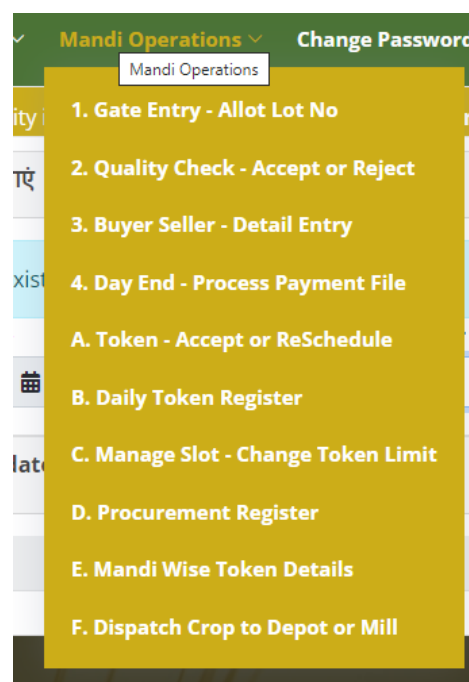 Mandi Operations Change Password
Mandi Operations
1. Gate Entry - Allot Lot No
2. Quality Check - Accept or Reject
3. Buyer Seller - Detail Entry
4. Day End - Process Payment File
A. Token - Accept or ReSchedule
B. Daily Token Register
C. Manage Slot - Change Token Limit
D. Procurement Register
E. Mandi Wise Token Details
F. Dispatch Crop to Depot or Mill